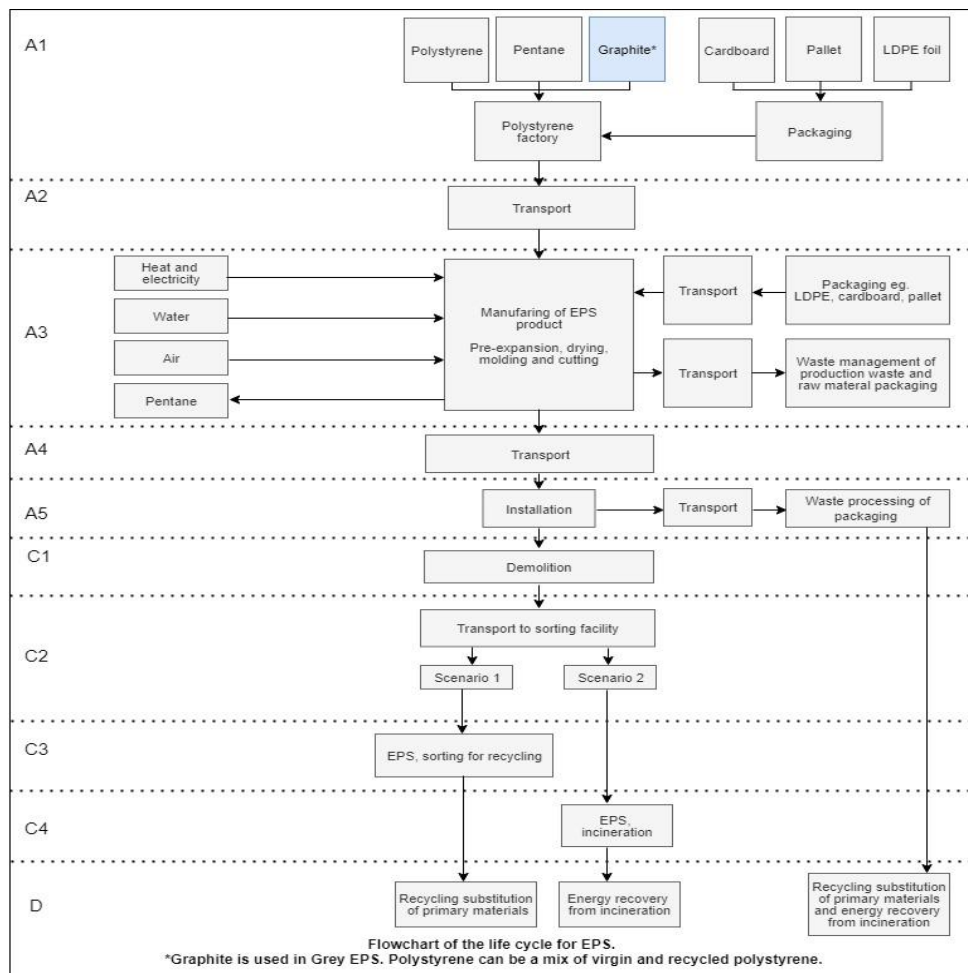 A1
Polystyrene
Pentane
Graphite*
Cardboard
Pallet
LDPE foil
Polystyrene
factory
Packaging
A2
Transport
A3
Heat and
electricity
Water
Air
Pentane
Manufaring of EPS
product
Pre-expansion, drying,
molding and cutting
Transport
Packaging eg.
LDPE, cardboard, pallet
Transport
Waste management of
production waste and
raw materal packaging
A4
Transport
A5
Installation
Transport
Waste processing of
packaging
C1
Demolition
C2
Transport to sorting facility
Scenario 1
Scenario 2
C3
EPS, sorting for recycling
C4
EPS,
incineration
D
Recycling substitution
of primary materials
Energy recovery
from incineration
Recycling substitution
of primary materials
and energy recovery
from incineration
Flowchart of the life cycle for EPS.
*Graphite is used in Grey EPS. Polystyrene can be a mix of virgin and recycled polystyrene.